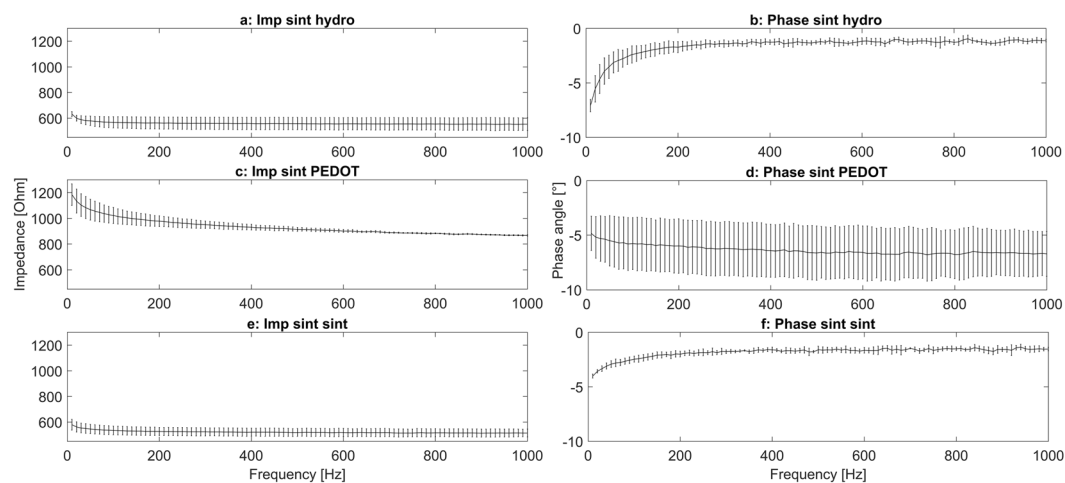 a: Imp sint hydro
1200
1000
800
600
0 200 400 600 800 1000
b: Phase sint hydro
0
-5
-10
0 200 400 600 800 1000
c: Imp sint PEDOT
Impedance [Ohm]
1200
1000
800
600
0 200 400 600 800 1000
d: Phase sint PEDOT
Phase angle [°]
0
-5
-10
0 200 400 600 800 1000
e: Imp sint sint
1200
1000
800
600
0 200 400 600 800 1000
Frequency [Hz]
f: Phase sint sint
0
-5
-10
0 200 400 600 800 1000
Frequency [Hz]